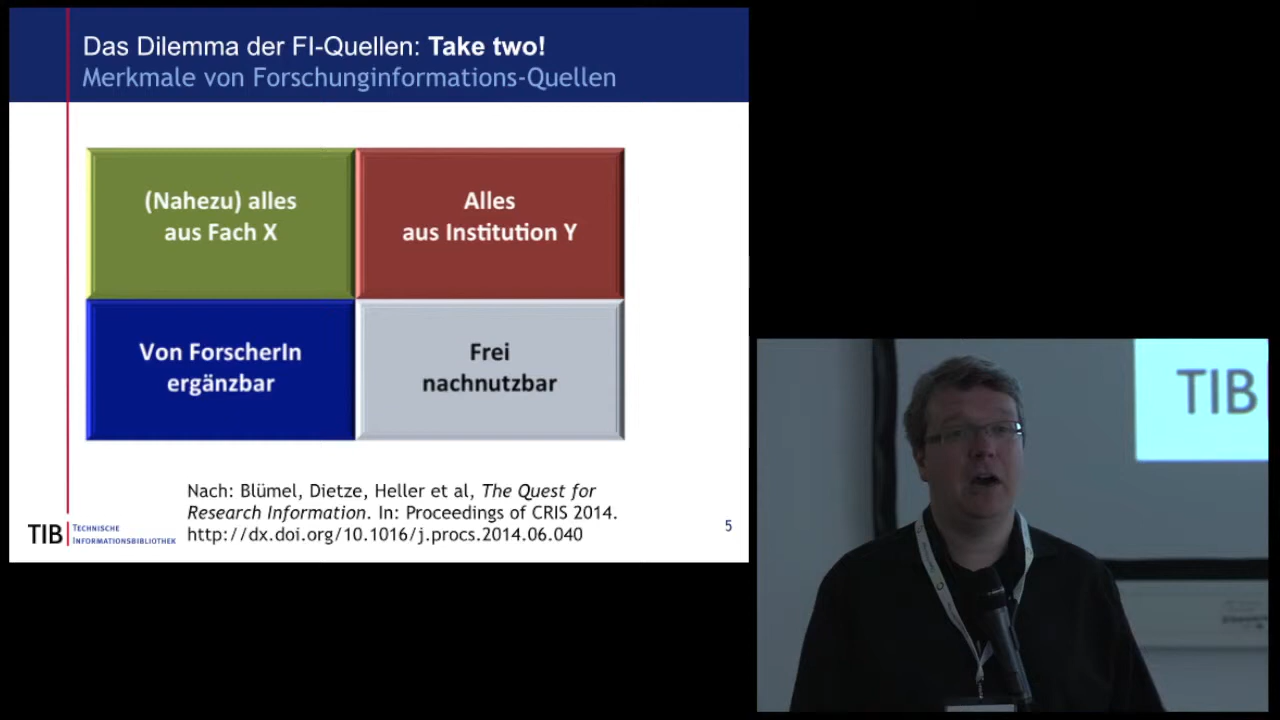 Das Dilemma der FI-Quellen: Take two!
Merkmale von Forschunginformations-Quellen
(Nahezu) alles
aus Fach X
Alles
aus Institution Y
Von ForscherIn
ergänzbar
Frei
nachnutzbar
Nach: Blümel, Dietze, Heller et al, The Quest for
Research Information. In: Proceedings of CRIS 2014.
http://dx.doi.org/10.1016/j.procs.2014.06.040
5
TIB
TECHNISCHE
INFORMATIONSBIBLIOTHEK
TIB